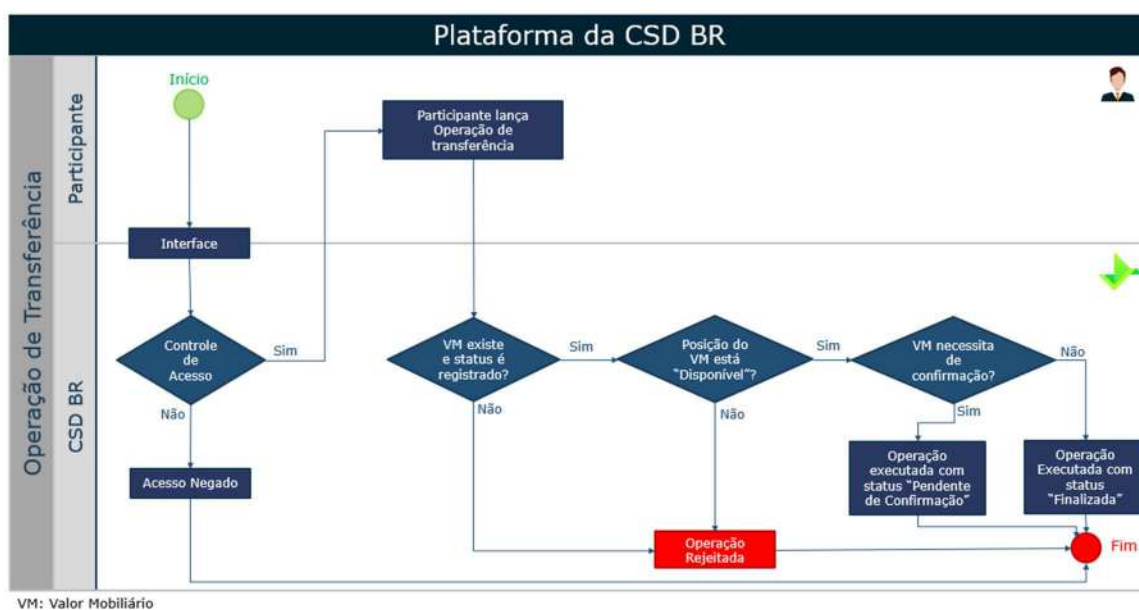 Plataforma da CSD BR
Operação de Transferência
Participante
CSD BR
Início
Participante lança
Operação de
transferência
Interface
Controle
de
Acesso
Sim
Não
Acesso Negado
VM existe
e status é
registrado?
Sim
Não
Posição do
VM está
“Disponível”?
Sim
Não
VM necessita
de
confirmação?
Não
Sim
Operação
executada com
status “Pendente
de Confirmação”
Operação
Executada com
status
“Finalizada”
Operação
Rejeitada
Fim
VM: Valor Mobiliário